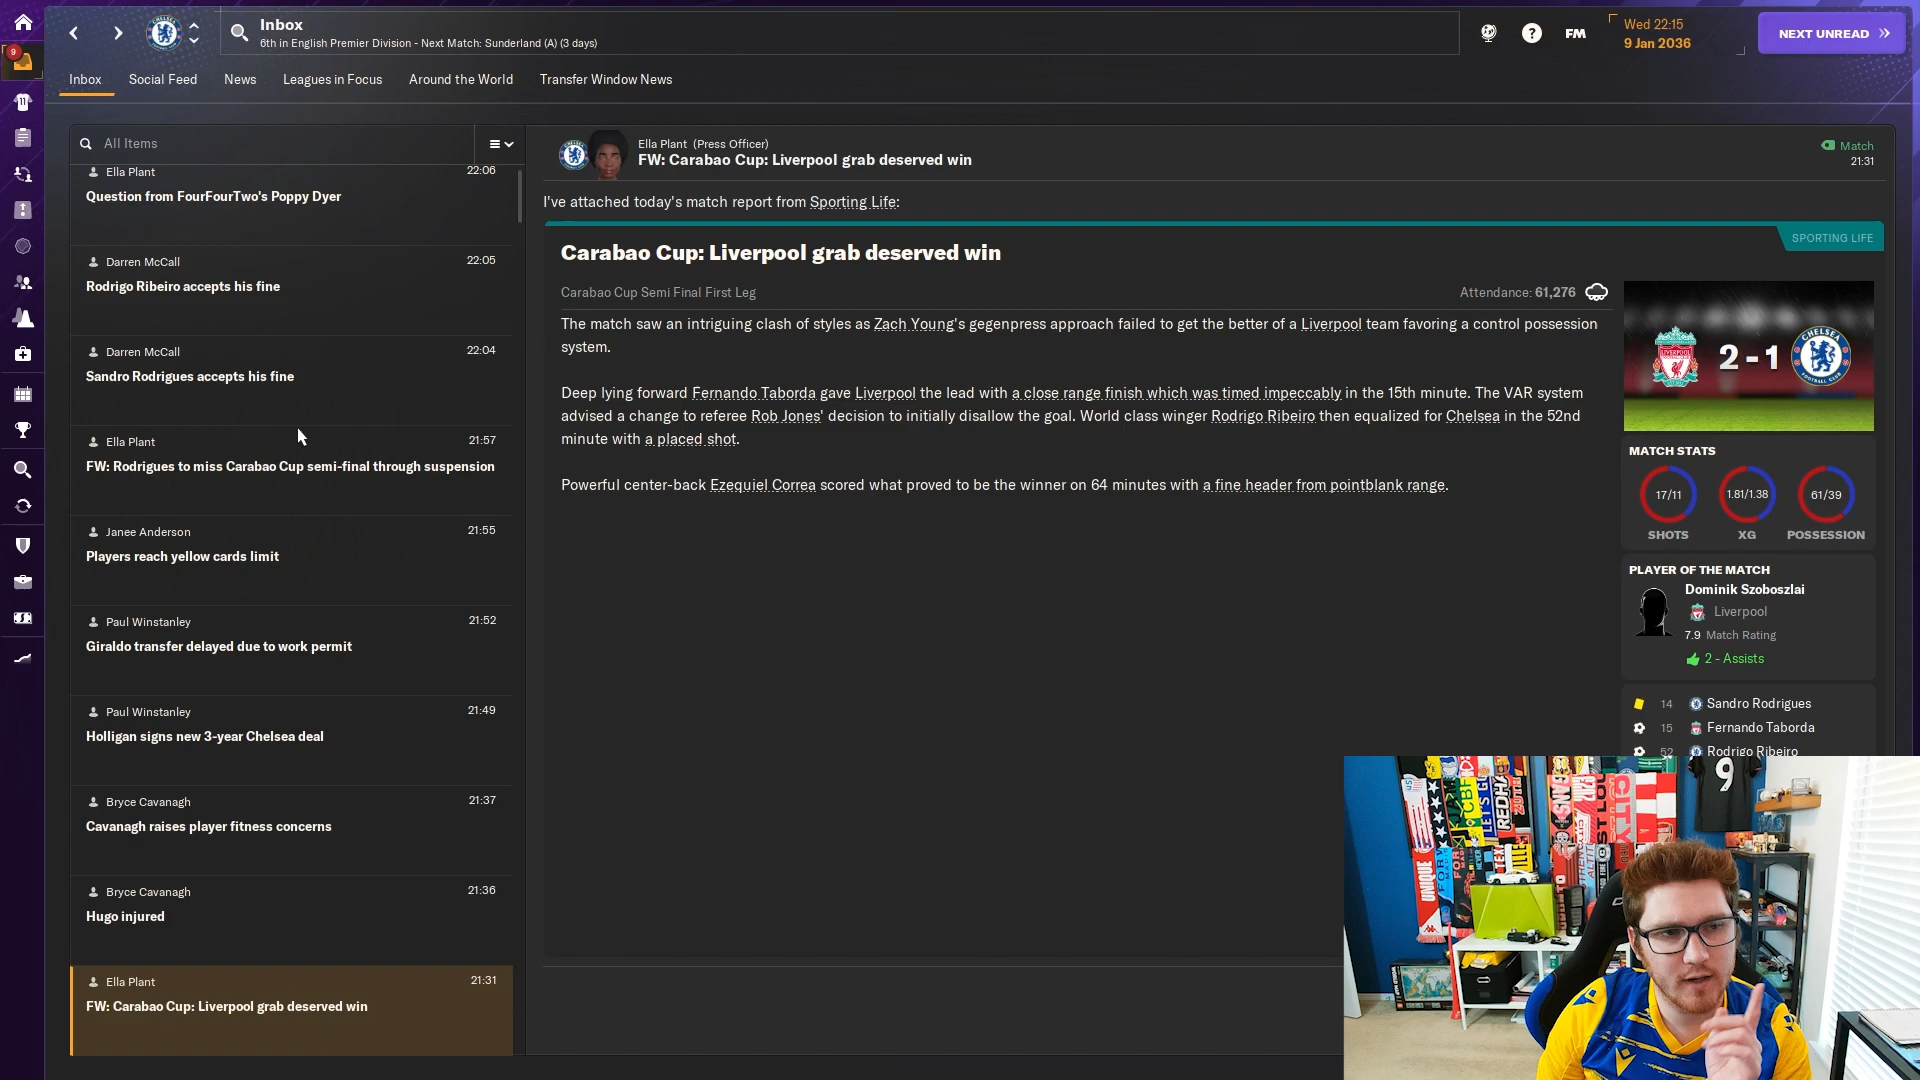 Inbox
6th in English Premier Division - Next Match: Sunderland (A) (3 days)
FM
Wed 22:15
9 Jan 2036
NEXT UNREAD
9
Inbox
Social Feed
News
Leagues in Focus
Around the World
Transfer Window News
All Items
Ella Plant
22:06
Question from FourFourTwo's Poppy Dyer
Darren McCall
22:05
Rodrigo Ribeiro accepts his fine
Darren McCall
22:04
Sandro Rodrigues accepts his fine
Ella Plant
21:57
FW: Rodrigues to miss Carabao Cup semi-final through suspension
Janee Anderson
21:55
Players reach yellow cards limit
Paul Winstanley
21:52
Giraldo transfer delayed due to work permit
Paul Winstanley
21:49
Holligan signs new 3-year Chelsea deal
Bryce Cavanagh
21:37
Cavanagh raises player fitness concerns
Bryce Cavanagh
21:36
Hugo injured
Ella Plant
21:31
FW: Carabao Cup: Liverpool grab deserved win
Ella Plant (Press Officer)
FW: Carabao Cup: Liverpool grab deserved win
Match
21:31
I've attached today's match report from Sporting Life:
SPORTING LIFE
Carabao Cup: Liverpool grab deserved win
Carabao Cup Semi Final First Leg
Attendance: 61,276
The match saw an intriguing clash of styles as Zach Young's gegenpress approach failed to get the better of a Liverpool team favoring a control possession
system.
Deep lying forward Fernando Taborda gave Liverpool the lead with a close range finish which was timed impeccably in the 15th minute. The VAR system
advised a change to referee Rob Jones' decision to initially disallow the goal. World class winger Rodrigo Ribeiro then equalized for Chelsea in the 52nd
minute with a placed shot.
Powerful center-back Ezequiel Correa scored what proved to be the winner on 64 minutes with a fine header from pointblank range.
2 - 1
MATCH STATS
17/11
1.81/1.38
61/39
SHOTS
XG
POSSESSION
PLAYER OF THE MATCH
Dominik Szoboszlai
Liverpool
7.9 Match Rating
2 - Assists
14 Sandro Rodrigues
15 Fernando Taborda
52 Rodrigo Ribeiro
9
CITY
UNIQUE